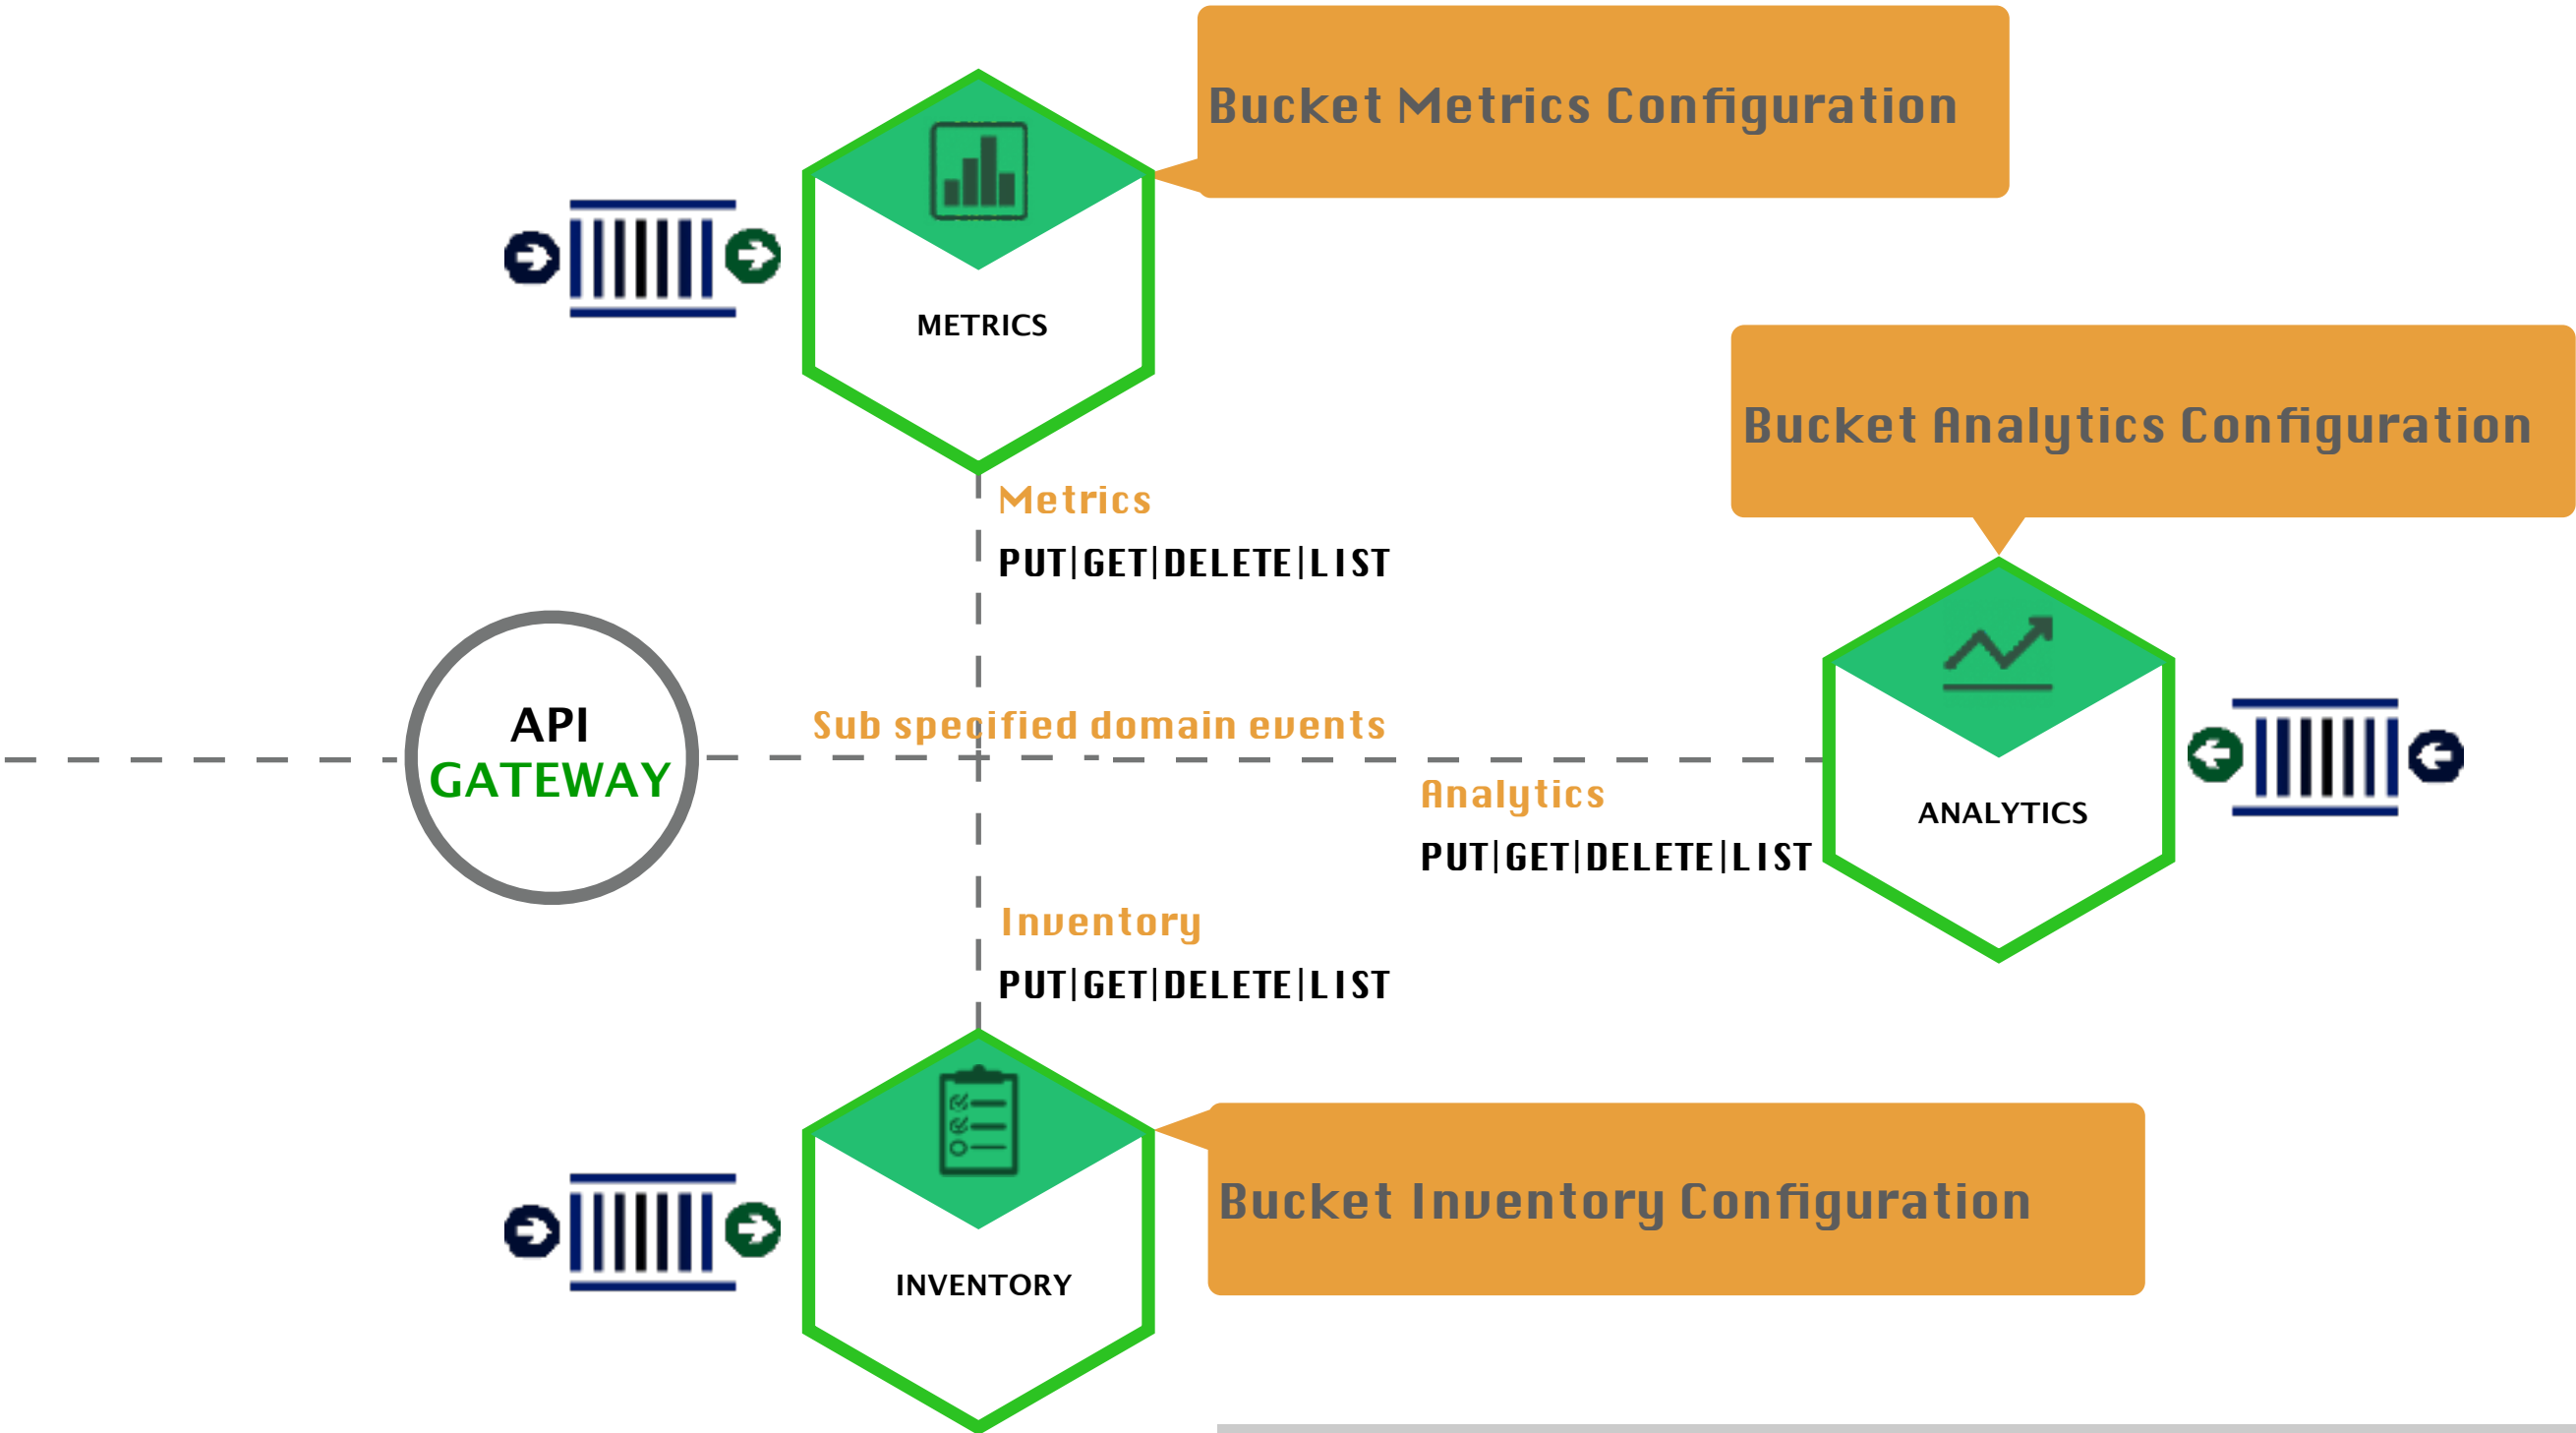 Bucket Metrics Configuration
METRICS
Bucket Analytics Configuration
Metrics
PUT|GET|DELETE|LIST
API
GATEWAY
Sub specified domain events
Analytics
PUT|GET|DELETE|LIST
ANALYTICS
Inventory
PUT|GET|DELETE|LIST
Bucket Inventory Configuration
INVENTORY